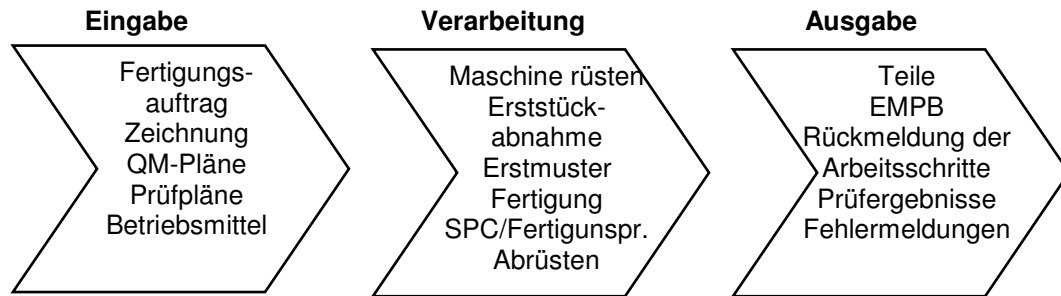 Eingabe
Fertigungs-
auftrag
Zeichnung
QM-Pläne
Prüfpläne
Betriebsmittel
Verarbeitung
Maschine rüsten
Erststück-
abnahme
Erstmuster
Fertigung
SPC/Fertigunspr.
Abrüsten
Ausgabe
Teile
EMPB
Rückmeldung der
Arbeitsschritte
Prüfergebnisse
Fehlermeldungen